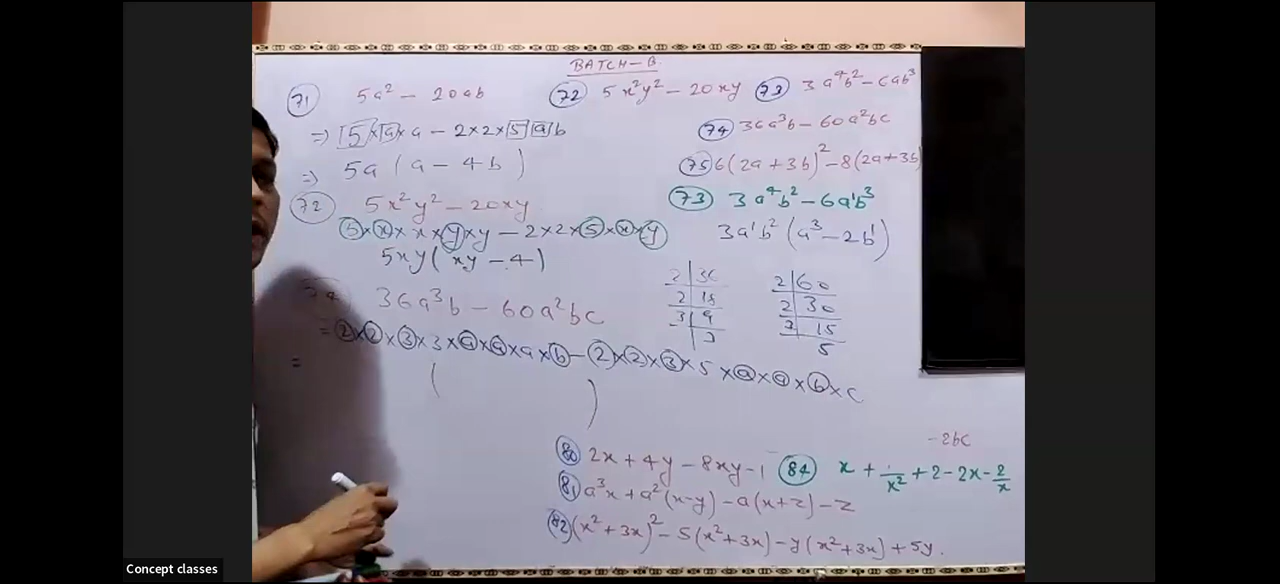 BATCH-B
71 5a² - 20ab
72 5x²y² - 20xy
73 3a⁴b² - 6ab³
⇒ 5×a×a - 2×2×5 a b
74 36a³b - 60a²bc
⇒ 5a (a - 4b)
75 6(2a+3b)² - 8(2a+3b)
72 5x²y² - 20xy
73 3a⁴b² - 6a¹b³
5×x×x×y×y - 2×2×5×x×y
3a¹b² (a³ - 2b¹)
5xy (xy - 4)
36a³b - 60a²bc
2 36
2 18
3 9
3
2 60
2 30
3 15
5
= 2×2×3×3×a×a×a×b - 2×2×3×5×a×a×b×c
= ( )
-2bc
80 2x + 4y - 8xy - 1
84 x + 1/x² + 2 - 2x - 2/x
81 a³x + a²(x-y) - a(x+z) - z
82 (x² + 3x)² - 5(x² + 3x) - y(x² + 3x) + 5y.
Concept classes